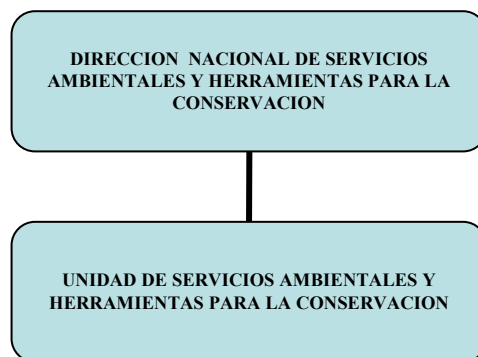 DIRECCION NACIONAL DE SERVICIOS
AMBIENTALES Y HERRAMIENTAS PARA LA
CONSERVACION
UNIDAD DE SERVICIOS AMBIENTALES Y
HERRAMIENTAS PARA LA CONSERVACION